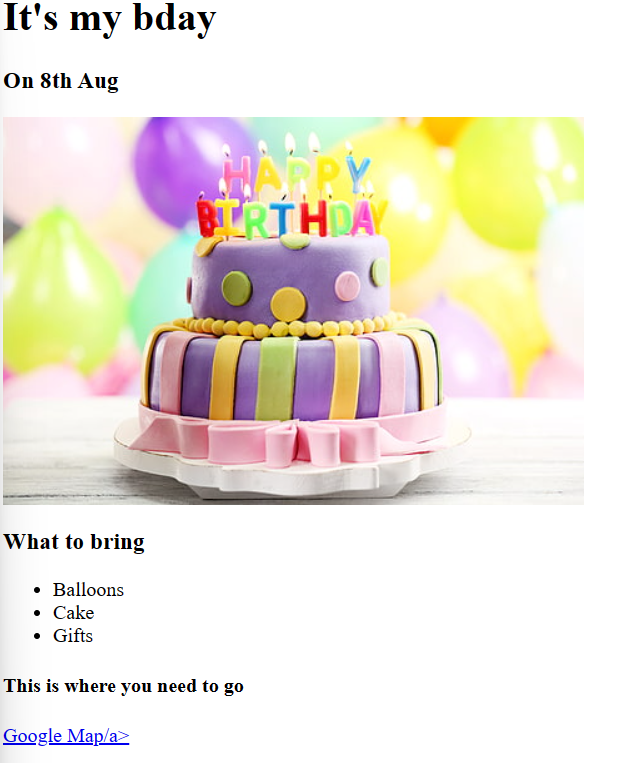 It's my bday
On 8th Aug
HAPPY
BIRTHDAY
What to bring
Balloons
Cake
Gifts
This is where you need to go
Google Map/a>